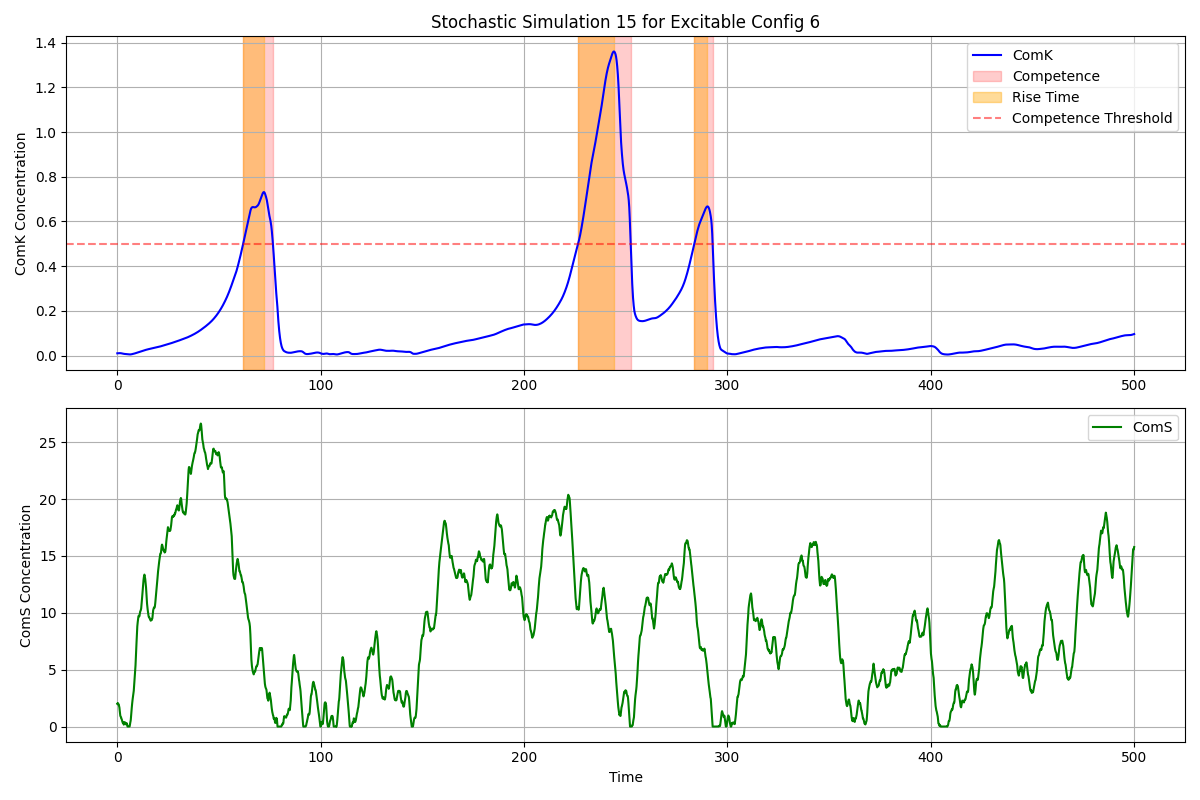 Stochastic Simulation 15 for Excitable Config 6
ComK Concentration
1.4
1.2
1.0
0.8
0.6
0.4
0.2
0.0
0 100 200 300 400 500
ComK
Competence
Rise Time
Competence Threshold
ComS Concentration
25
20
15
10
5
0
0 100 200 300 400 500
ComS
Time